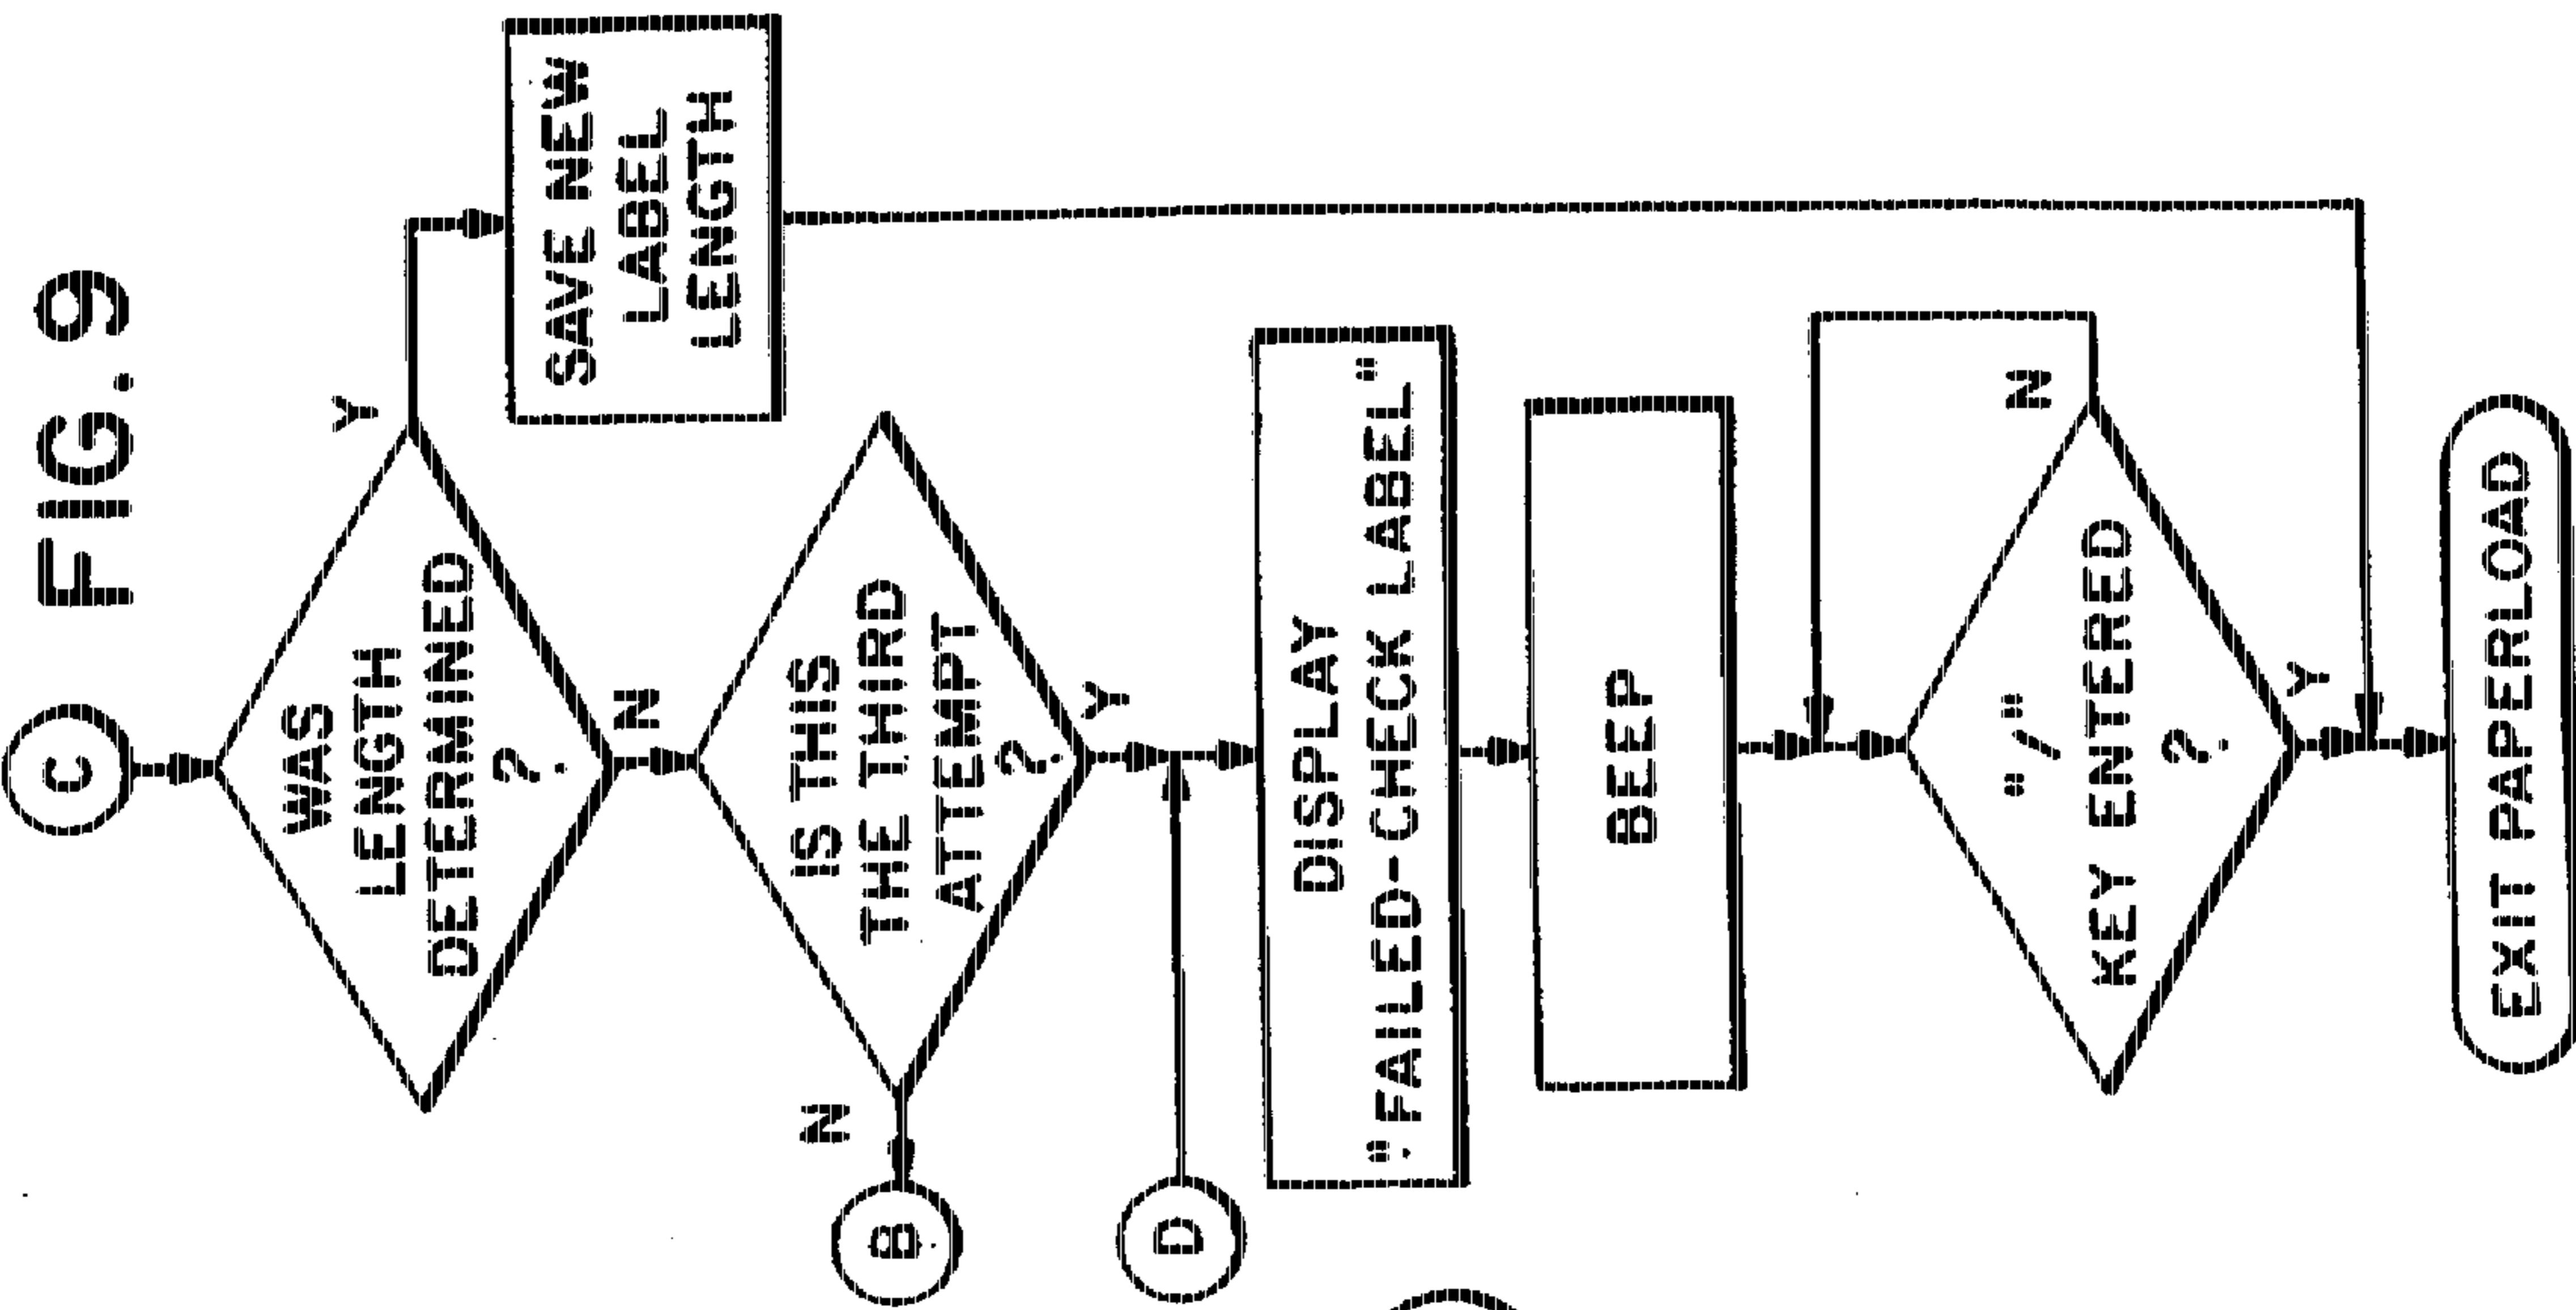 FIG. 9
C
WAS
LENGTH
DETERMINED
?
Y
SAVE NEW
LABEL
LENGTH
N
IS THIS
THE THIRD
ATTEMPT
?
N
B
Y
D
DISPLAY
"FAILED-CHECK LABEL"
BEEP
"/"
KEY ENTERED
?
N
Y
EXIT PAPERLOAD